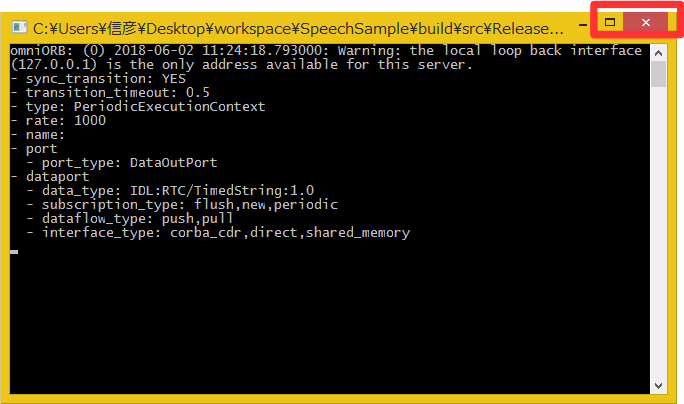 C:¥Users¥信彦¥Desktop¥workspace¥SpeechSample¥build¥src¥Release...
omniORB: (0) 2018-06-02 11:24:18.793000: Warning: the local loop back interface
(127.0.0.1) is the only address available for this server.
- sync_transition: YES
- transition_timeout: 0.5
- type: PeriodicExecutionContext
- rate: 1000
- name:
- port
  - port_type: DataOutPort
- dataport
  - data_type: IDL:RTC/TimedString:1.0
  - subscription_type: flush,new,periodic
  - dataflow_type: push,pull
  - interface_type: corba_cdr,direct,shared_memory